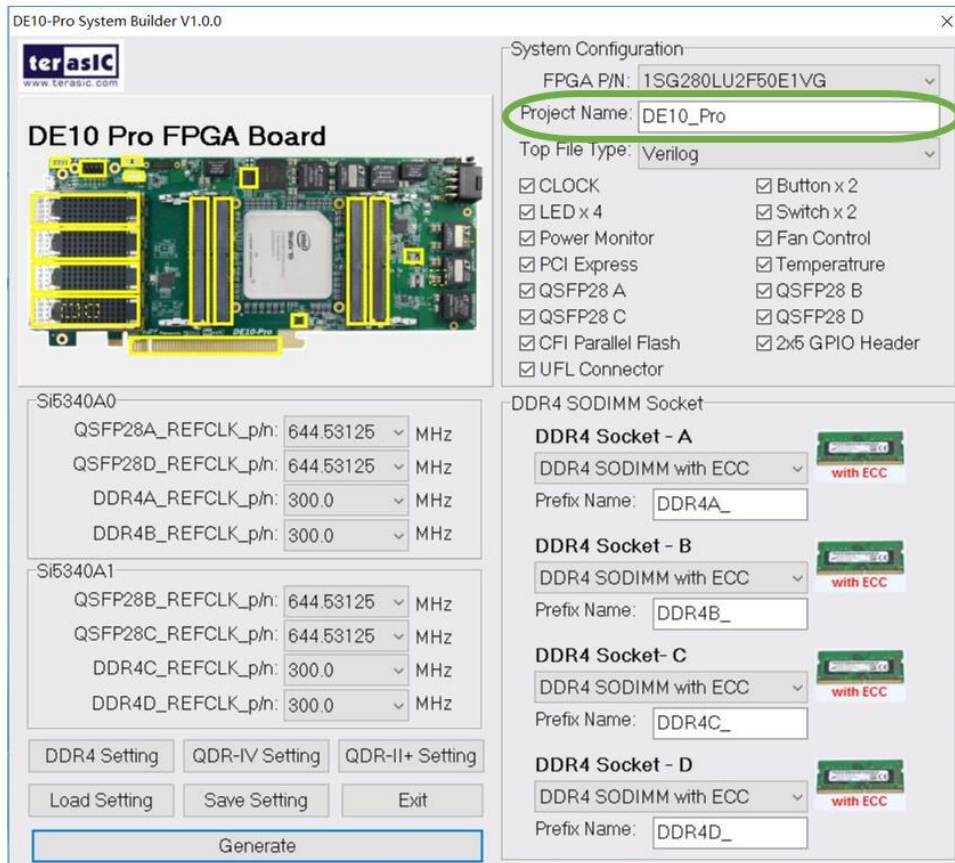 DE10-Pro System Builder V1.0.0
terasIC
www.terasic.com
DE10 Pro FPGA Board
DE10-Pro
System Configuration
FPGA P/N: 1SG280LU2F50E1VG
Project Name: DE10_Pro
Top File Type: Verilog
CLOCK
Button x 2
LED x 4
Switch x 2
Power Monitor
Fan Control
PCI Express
Temperatrure
QSFP28 A
QSFP28 B
QSFP28 C
QSFP28 D
CFI Parallel Flash
2x5 GPIO Header
UFL Connector
Si5340A0
QSFP28A_REFCLK_p/n: 644.53125 MHz
QSFP28D_REFCLK_p/n: 644.53125 MHz
DDR4A_REFCLK_p/n: 300.0 MHz
DDR4B_REFCLK_p/n: 300.0 MHz
Si5340A1
QSFP28B_REFCLK_p/n: 644.53125 MHz
QSFP28C_REFCLK_p/n: 644.53125 MHz
DDR4C_REFCLK_p/n: 300.0 MHz
DDR4D_REFCLK_p/n: 300.0 MHz
DDR4 Setting
QDR-IV Setting
QDR-II+ Setting
Load Setting
Save Setting
Exit
Generate
DDR4 SODIMM Socket
DDR4 Socket - A
DDR4 SODIMM with ECC
with ECC
Prefix Name: DDR4A_
DDR4 Socket - B
DDR4 SODIMM with ECC
with ECC
Prefix Name: DDR4B_
DDR4 Socket- C
DDR4 SODIMM with ECC
with ECC
Prefix Name: DDR4C_
DDR4 Socket - D
DDR4 SODIMM with ECC
with ECC
Prefix Name: DDR4D_